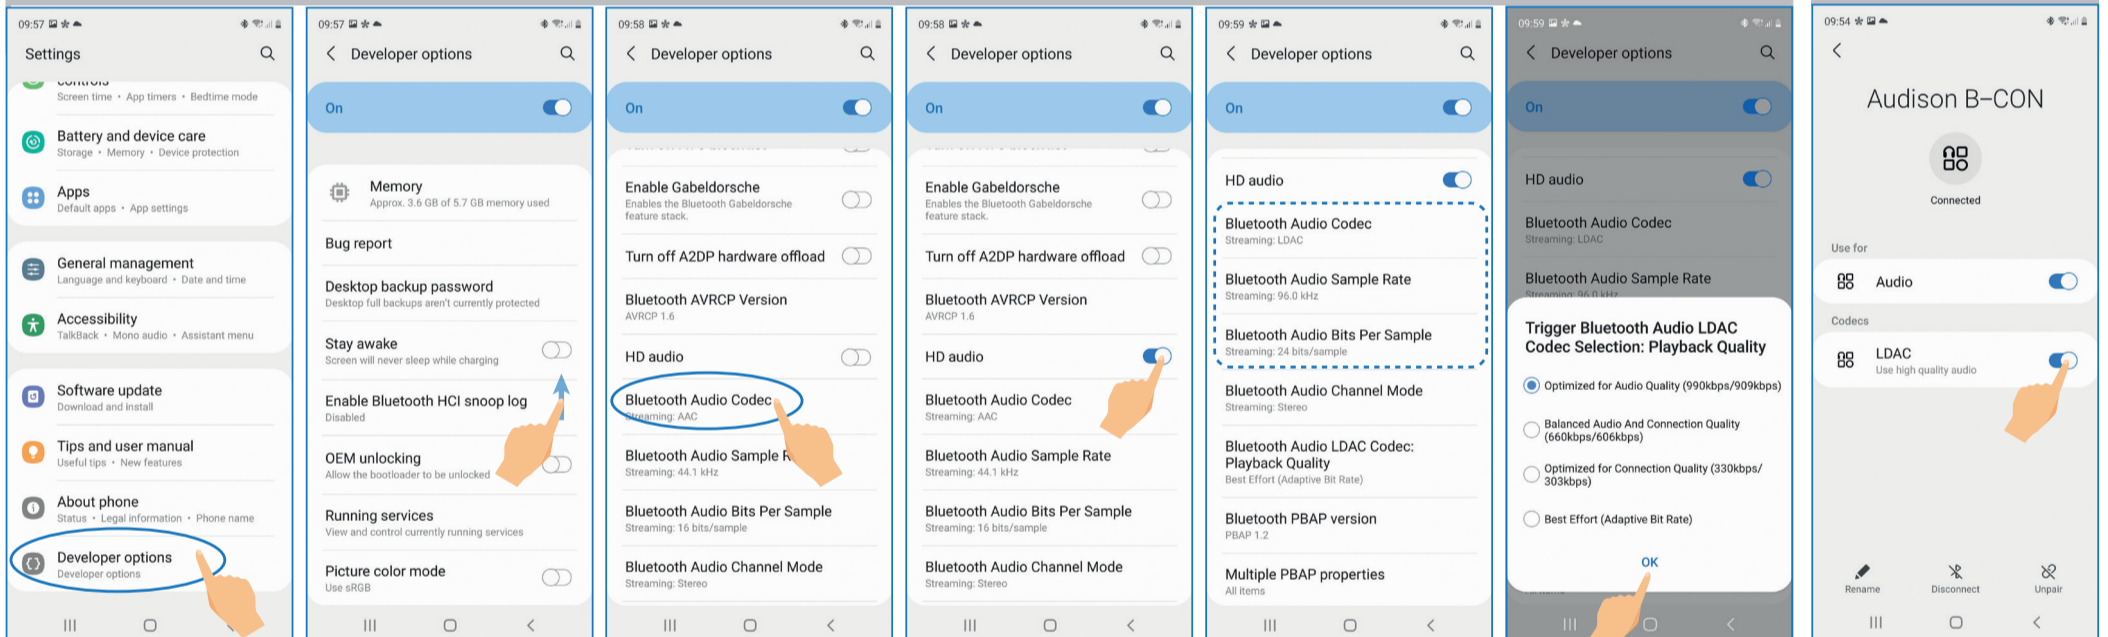 09:57
Settings
controls
Screen time • App timers • Bedtime mode
Battery and device care
Storage • Memory • Device protection
Apps
Default apps • App settings
General management
Language and keyboard • Date and time
Accessibility
TalkBack • Mono audio • Assistant menu
Software update
Download and install
Tips and user manual
Useful tips • New features
About phone
Status • Legal information • Phone name
Developer options
Developer options
09:57
Developer options
On
Memory
Approx. 3.6 GB of 5.7 GB memory used
Bug report
Desktop backup password
Desktop full backups aren't currently protected
Stay awake
Screen will never sleep while charging
Enable Bluetooth HCI snoop log
Disabled
OEM unlocking
Allow the bootloader to be unlocked
Running services
View and control currently running services
Picture color mode
Use sRGB
09:58
Developer options
On
Enable Gabeldorsche
Enables the Bluetooth Gabeldorsche
feature stack.
Turn off A2DP hardware offload
Bluetooth AVRCP Version
AVRCP 1.6
HD audio
Bluetooth Audio Codec
Streaming: AAC
Bluetooth Audio Sample R
Streaming: 44.1 kHz
Bluetooth Audio Bits Per Sample
Streaming: 16 bits/sample
Bluetooth Audio Channel Mode
Streaming: Stereo
09:58
Developer options
On
Enable Gabeldorsche
Enables the Bluetooth Gabeldorsche
feature stack.
Turn off A2DP hardware offload
Bluetooth AVRCP Version
AVRCP 1.6
HD audio
Bluetooth Audio Codec
Streaming: AAC
Bluetooth Audio Sample Rate
Streaming: 44.1 kHz
Bluetooth Audio Bits Per Sample
Streaming: 16 bits/sample
Bluetooth Audio Channel Mode
Streaming: Stereo
09:59
Developer options
On
HD audio
Bluetooth Audio Codec
Streaming: LDAC
Bluetooth Audio Sample Rate
Streaming: 96.0 kHz
Bluetooth Audio Bits Per Sample
Streaming: 24 bits/sample
Bluetooth Audio Channel Mode
Streaming: Stereo
Bluetooth Audio LDAC Codec:
Playback Quality
Best Effort (Adaptive Bit Rate)
Bluetooth PBAP version
PBAP 1.2
Multiple PBAP properties
All items
09:59
Developer options
On
HD audio
Bluetooth Audio Codec
Streaming: LDAC
Bluetooth Audio Sample Rate
Streaming: 96.0 kHz
Trigger Bluetooth Audio LDAC
Codec Selection: Playback Quality
Optimized for Audio Quality (990kbps/909kbps)
Balanced Audio And Connection Quality
(660kbps/606kbps)
Optimized for Connection Quality (330kbps/
303kbps)
Best Effort (Adaptive Bit Rate)
OK
09:54
Audison B-CON
Connected
Use for
Audio
Codecs
LDAC
Use high quality audio
Rename
Disconnect
Unpair